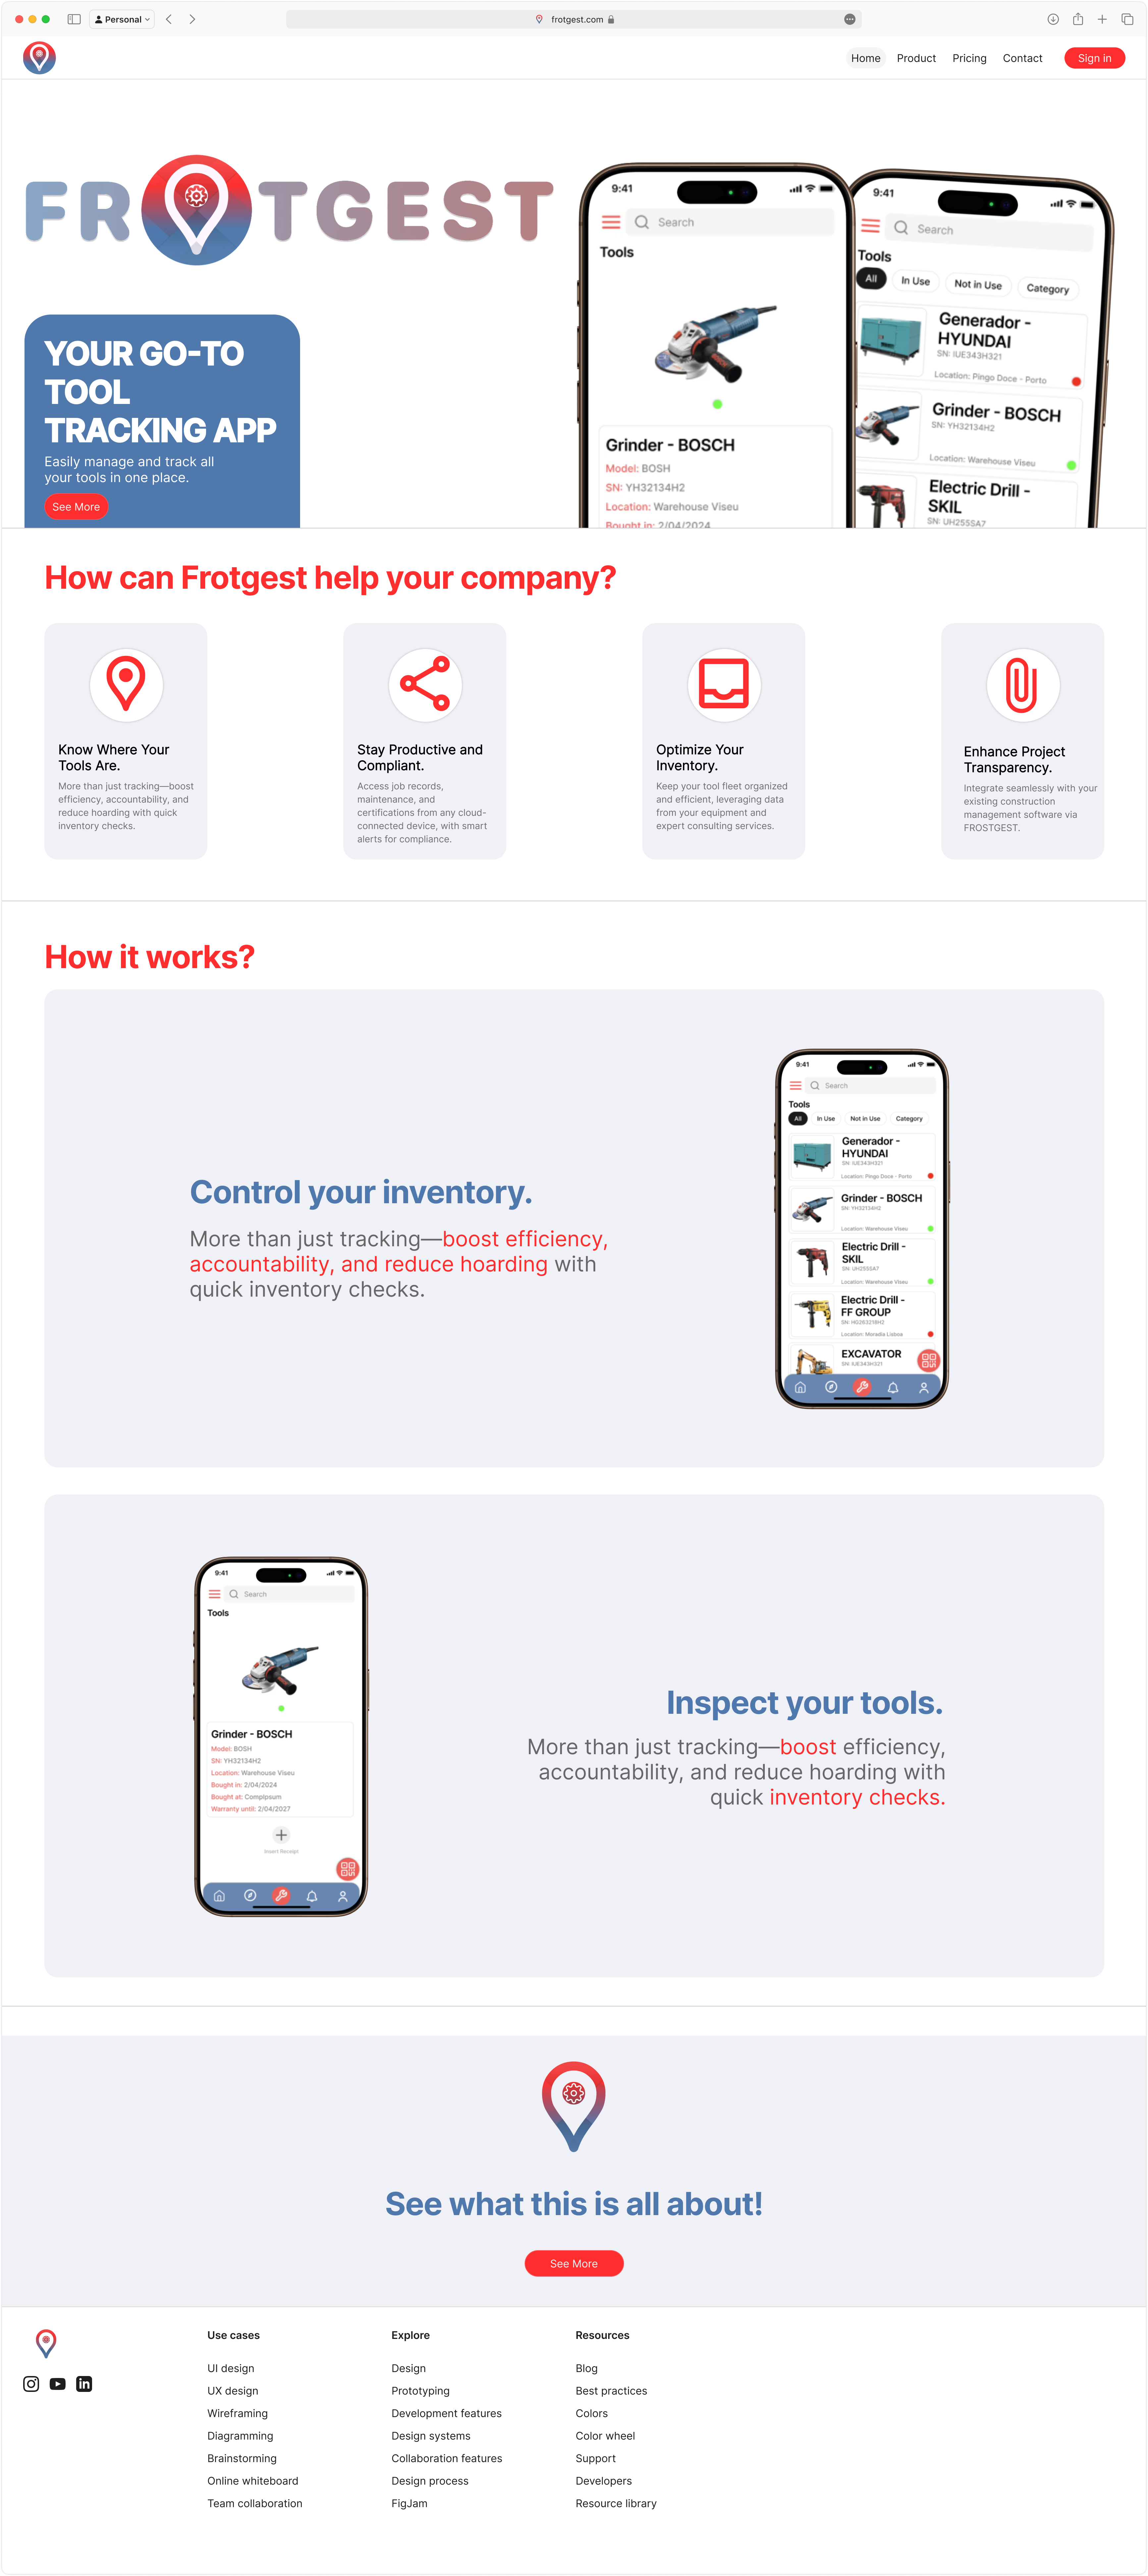 Personal
frotgest.com
Home Product Pricing Contact Sign in
FR TGEST
YOUR GO-TO
TOOL
TRACKING APP
Easily manage and track all
your tools in one place.
See More
9:41
Search
Tools
Grinder - BOSCH
Model: BOSH
SN: YH32134H2
Location: Warehouse Viseu
Bought in: 2/04/2024
9:41
Search
Tools
All In Use Not in Use Category
Generador -
HYUNDAI
SN: IUE343H321
Location: Pingo Doce - Porto
Grinder - BOSCH
SN: YH32134H2
Location: Warehouse Viseu
Electric Drill -
SKIL
SN: UH255SA7
How can Frotgest help your company?
Know Where Your
Tools Are.
More than just tracking—boost
efficiency, accountability, and
reduce hoarding with quick
inventory checks.
Stay Productive and
Compliant.
Access job records,
maintenance, and
certifications from any cloud-
connected device, with smart
alerts for compliance.
Optimize Your
Inventory.
Keep your tool fleet organized
and efficient, leveraging data
from your equipment and
expert consulting services.
Enhance Project
Transparency.
Integrate seamlessly with your
existing construction
management software via
FROSTGEST.
How it works?
Control your inventory.
More than just tracking—boost efficiency,
accountability, and reduce hoarding with
quick inventory checks.
9:41
Search
Tools
All In Use Not in Use Category
Generador -
HYUNDAI
SN: IUE343H321
Location: Pingo Doce - Porto
Grinder - BOSCH
SN: YH32134H2
Location: Warehouse Viseu
Electric Drill -
SKIL
SN: UH255SA7
Location: Warehouse Viseu
Electric Drill -
FF GROUP
SN: HG263218H2
Location: Moradia Lisboa
EXCAVATOR
SN: IUE343H321
9:41
Search
Tools
Grinder - BOSCH
Model: BOSH
SN: YH32134H2
Location: Warehouse Viseu
Bought in: 2/04/2024
Bought at: Compipsum
Warranty until: 2/04/2027
Insert Receipt
Inspect your tools.
More than just tracking—boost efficiency,
accountability, and reduce hoarding with
quick inventory checks.
See what this is all about!
See More
Use cases
UI design
UX design
Wireframing
Diagramming
Brainstorming
Online whiteboard
Team collaboration
Explore
Design
Prototyping
Development features
Design systems
Collaboration features
Design process
FigJam
Resources
Blog
Best practices
Colors
Color wheel
Support
Developers
Resource library